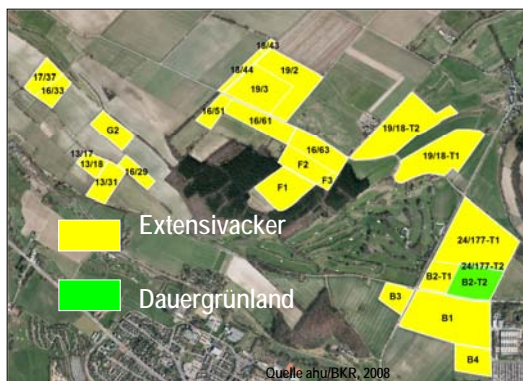 18/43
17/37
18/44
19/2
16/33
19/3
16/51
19/18-T2
G2
16/61
16/63
19/18-T1
13/17
F2
13/18
16/29
F3
13/31
F1
24/177-T1
Extensivacker
24/177-T2
B2-T1
B2-T2
B3
Dauergrünland
B1
B4
Quelle ahu/BKR, 2008